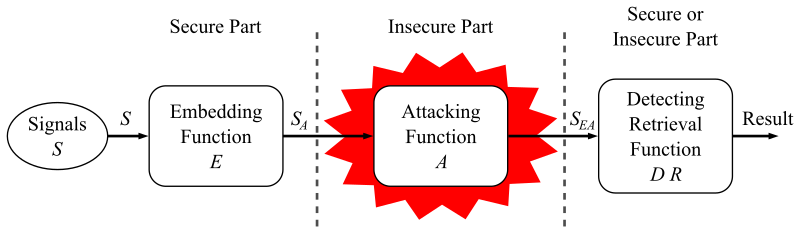 Secure Part
Insecure Part
Secure or
Insecure Part
Signals
S
S
Embedding
Function
E
S_A
Attacking
Function
A
S_EA
Detecting
Retrieval
Function
D R
Result